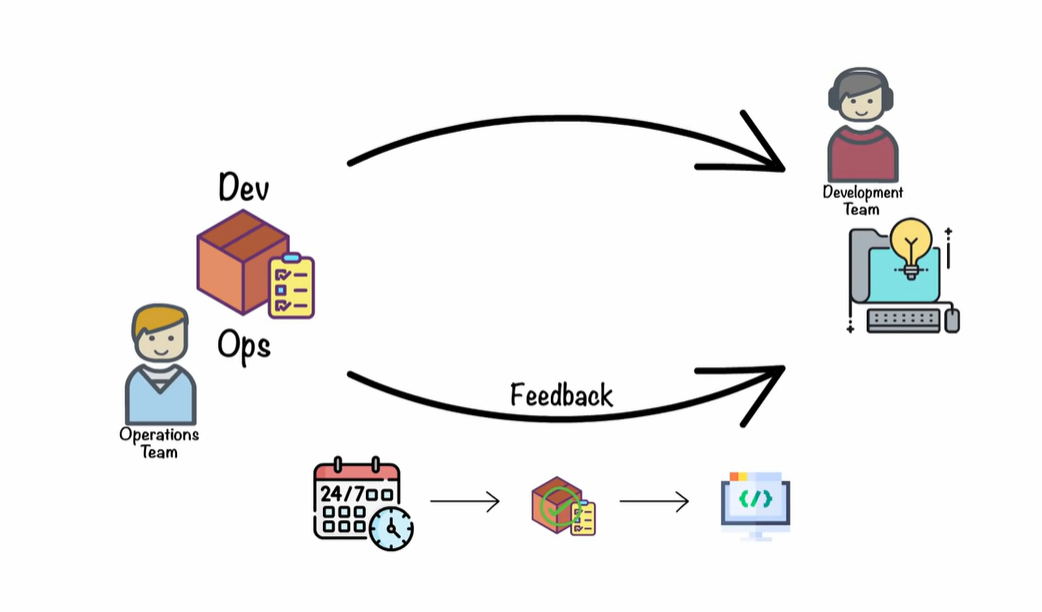 Dev
Ops
Operations
Team
Development
Team
Feedback
24/7
</>